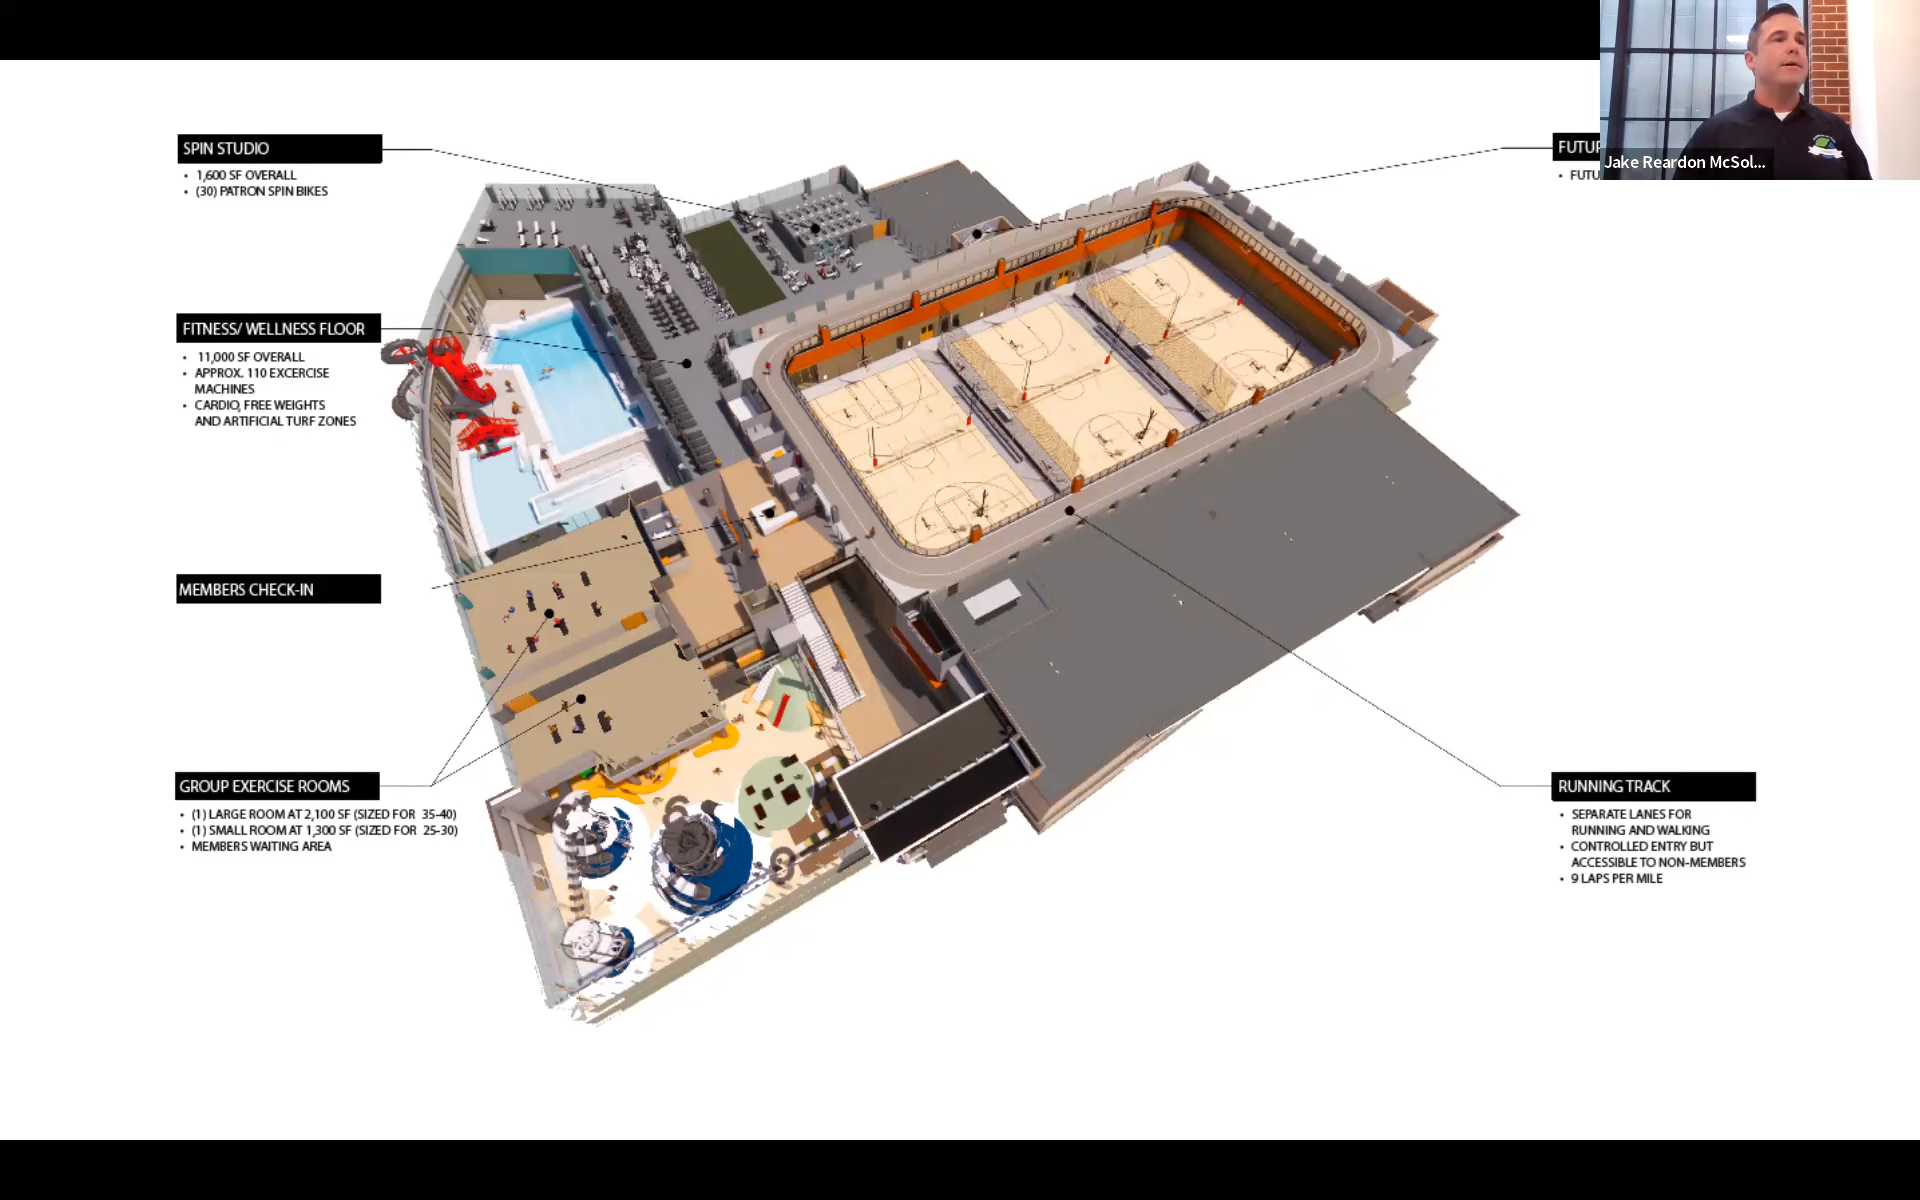 SPIN STUDIO
• 1,600 SF OVERALL
• (30) PATRON SPIN BIKES
Jake Reardon McSol...
FITNESS/ WELLNESS FLOOR
• 11,000 SF OVERALL
• APPROX. 110 EXCERCISE
MACHINES
• CARDIO, FREE WEIGHTS
AND ARTIFICIAL TURF ZONES
MEMBERS CHECK-IN
GROUP EXERCISE ROOMS
• (1) LARGE ROOM AT 2,100 SF (SIZED FOR 35-40)
• (1) SMALL ROOM AT 1,300 SF (SIZED FOR 25-30)
• MEMBERS WAITING AREA
RUNNING TRACK
• SEPARATE LANES FOR
RUNNING AND WALKING
• CONTROLLED ENTRY BUT
ACCESSIBLE TO NON-MEMBERS
• 9 LAPS PER MILE